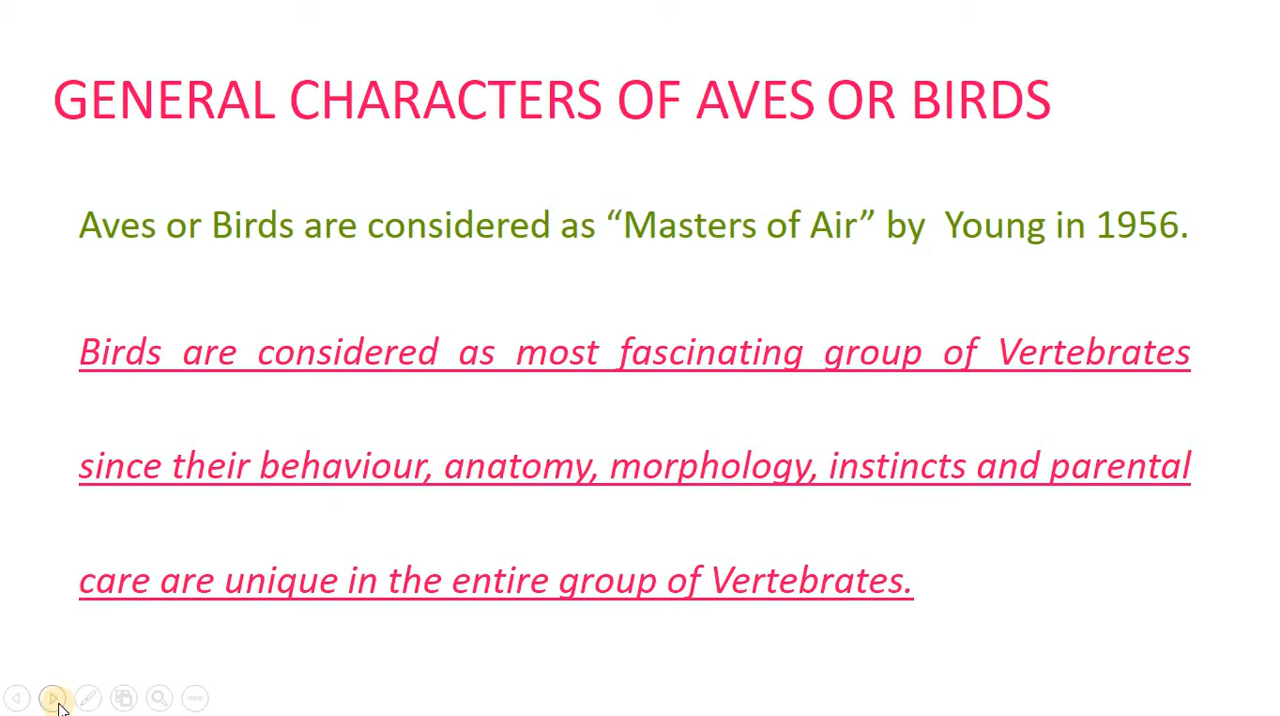 GENERAL CHARACTERS OF AVES OR BIRDS
Aves or Birds are considered as “Masters of Air” by Young in 1956.
Birds are considered as most fascinating group of Vertebrates
since their behaviour, anatomy, morphology, instincts and parental
care are unique in the entire group of Vertebrates.